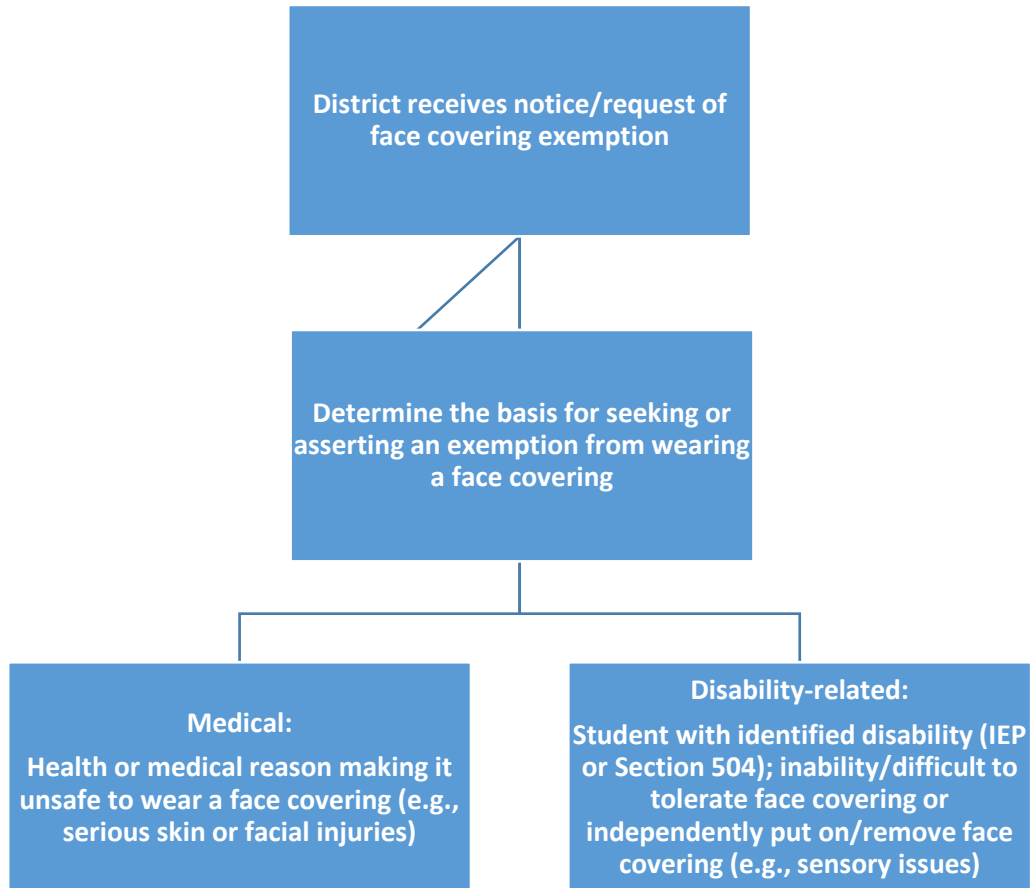 District receives notice/request of
face covering exemption
Determine the basis for seeking or
asserting an exemption from wearing
a face covering
Medical:
Health or medical reason making it
unsafe to wear a face covering (e.g.,
serious skin or facial injuries)
Disability-related:
Student with identified disability (IEP
or Section 504); inability/difficult to
tolerate face covering or
independently put on/remove face
covering (e.g., sensory issues)